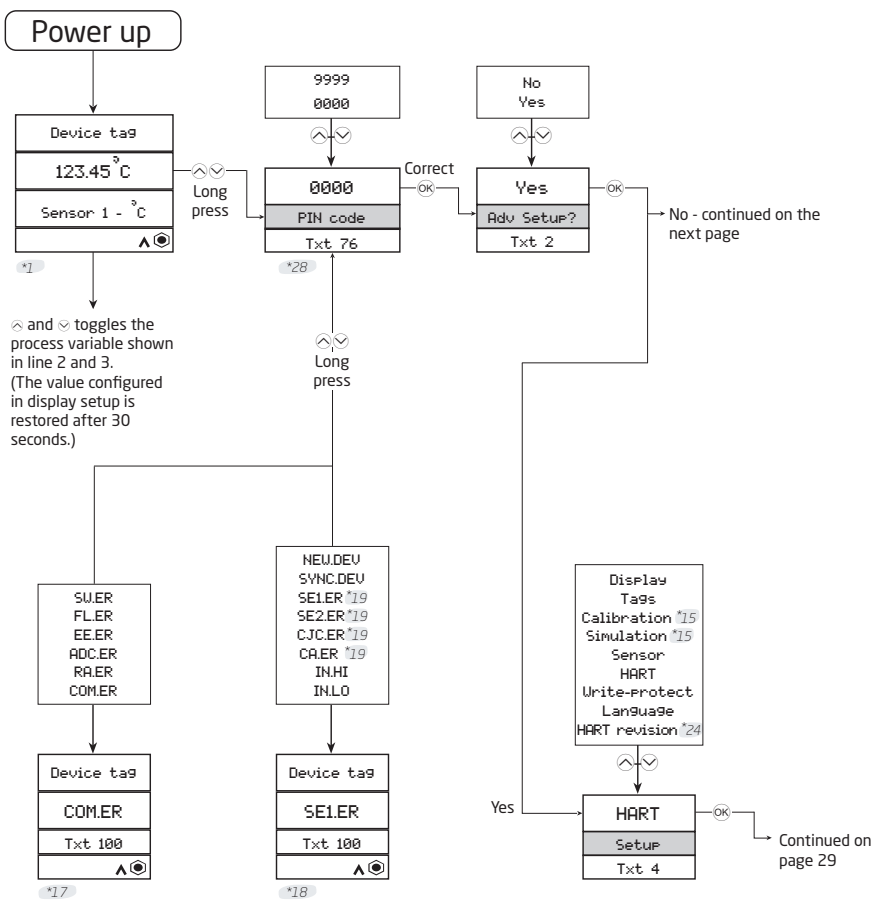 Power up
Device tag
123.45°C
Sensor 1 - °C
*1
and toggles the
process variable shown
in line 2 and 3.
(The value configured
in display setup is
restored after 30
seconds.)
Long
press
9999
0000
0000
PIN code
Txt 76
*28
Correct
OK
No
Yes
Yes
Adv Setup?
Txt 2
OK
No - continued on the
next page
Long
press
SW.ER
FL.ER
EE.ER
ADC.ER
RA.ER
COM.ER
Device tag
COM.ER
Txt 100
*17
NEW.DEV
SYNC.DEV
SE1.ER *19
SE2.ER *19
CJC.ER *19
CA.ER *19
IN.HI
IN.LO
Device tag
SE1.ER
Txt 100
*18
Display
Tags
Calibration *15
Simulation *15
Sensor
HART
Write-protect
Language
HART revision *24
Yes
HART
Setup
Txt 4
OK
Continued on
page 29